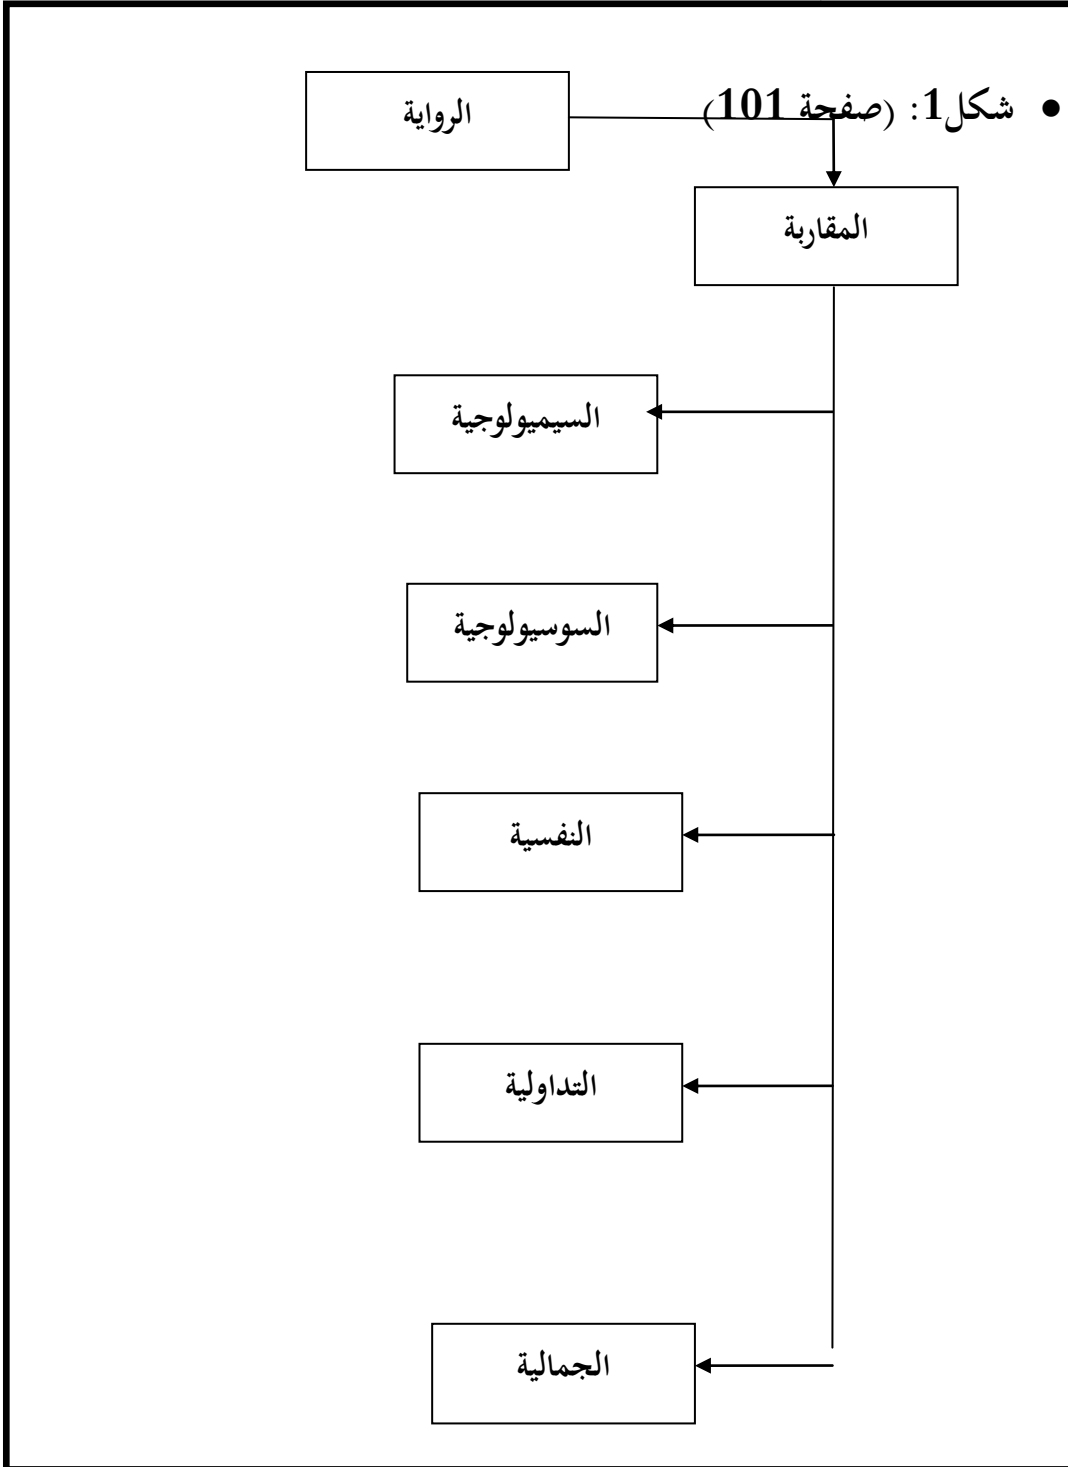 • شكل1: (صفحة 101)
الرواية
المقاربة
السيميولوجية
السوسيولوجية
النفسية
التداولية
الجمالية